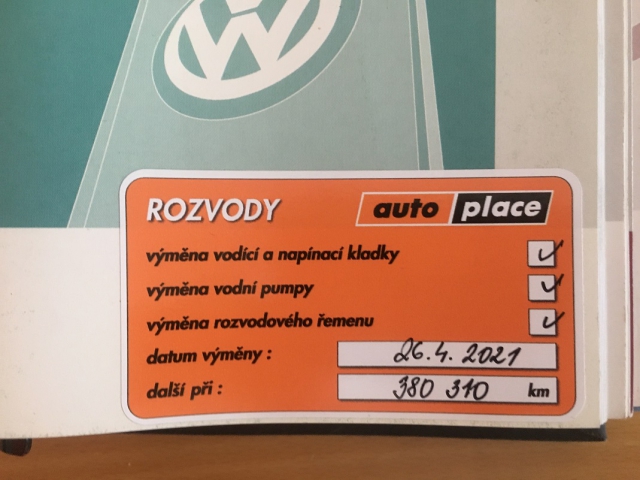 ROZVODY auto place
výměna vodící a napínací kladky
výměna vodní pumpy
výměna rozvodového řemenu
datum výměny : 26.4.2021
další při : 380 310 km